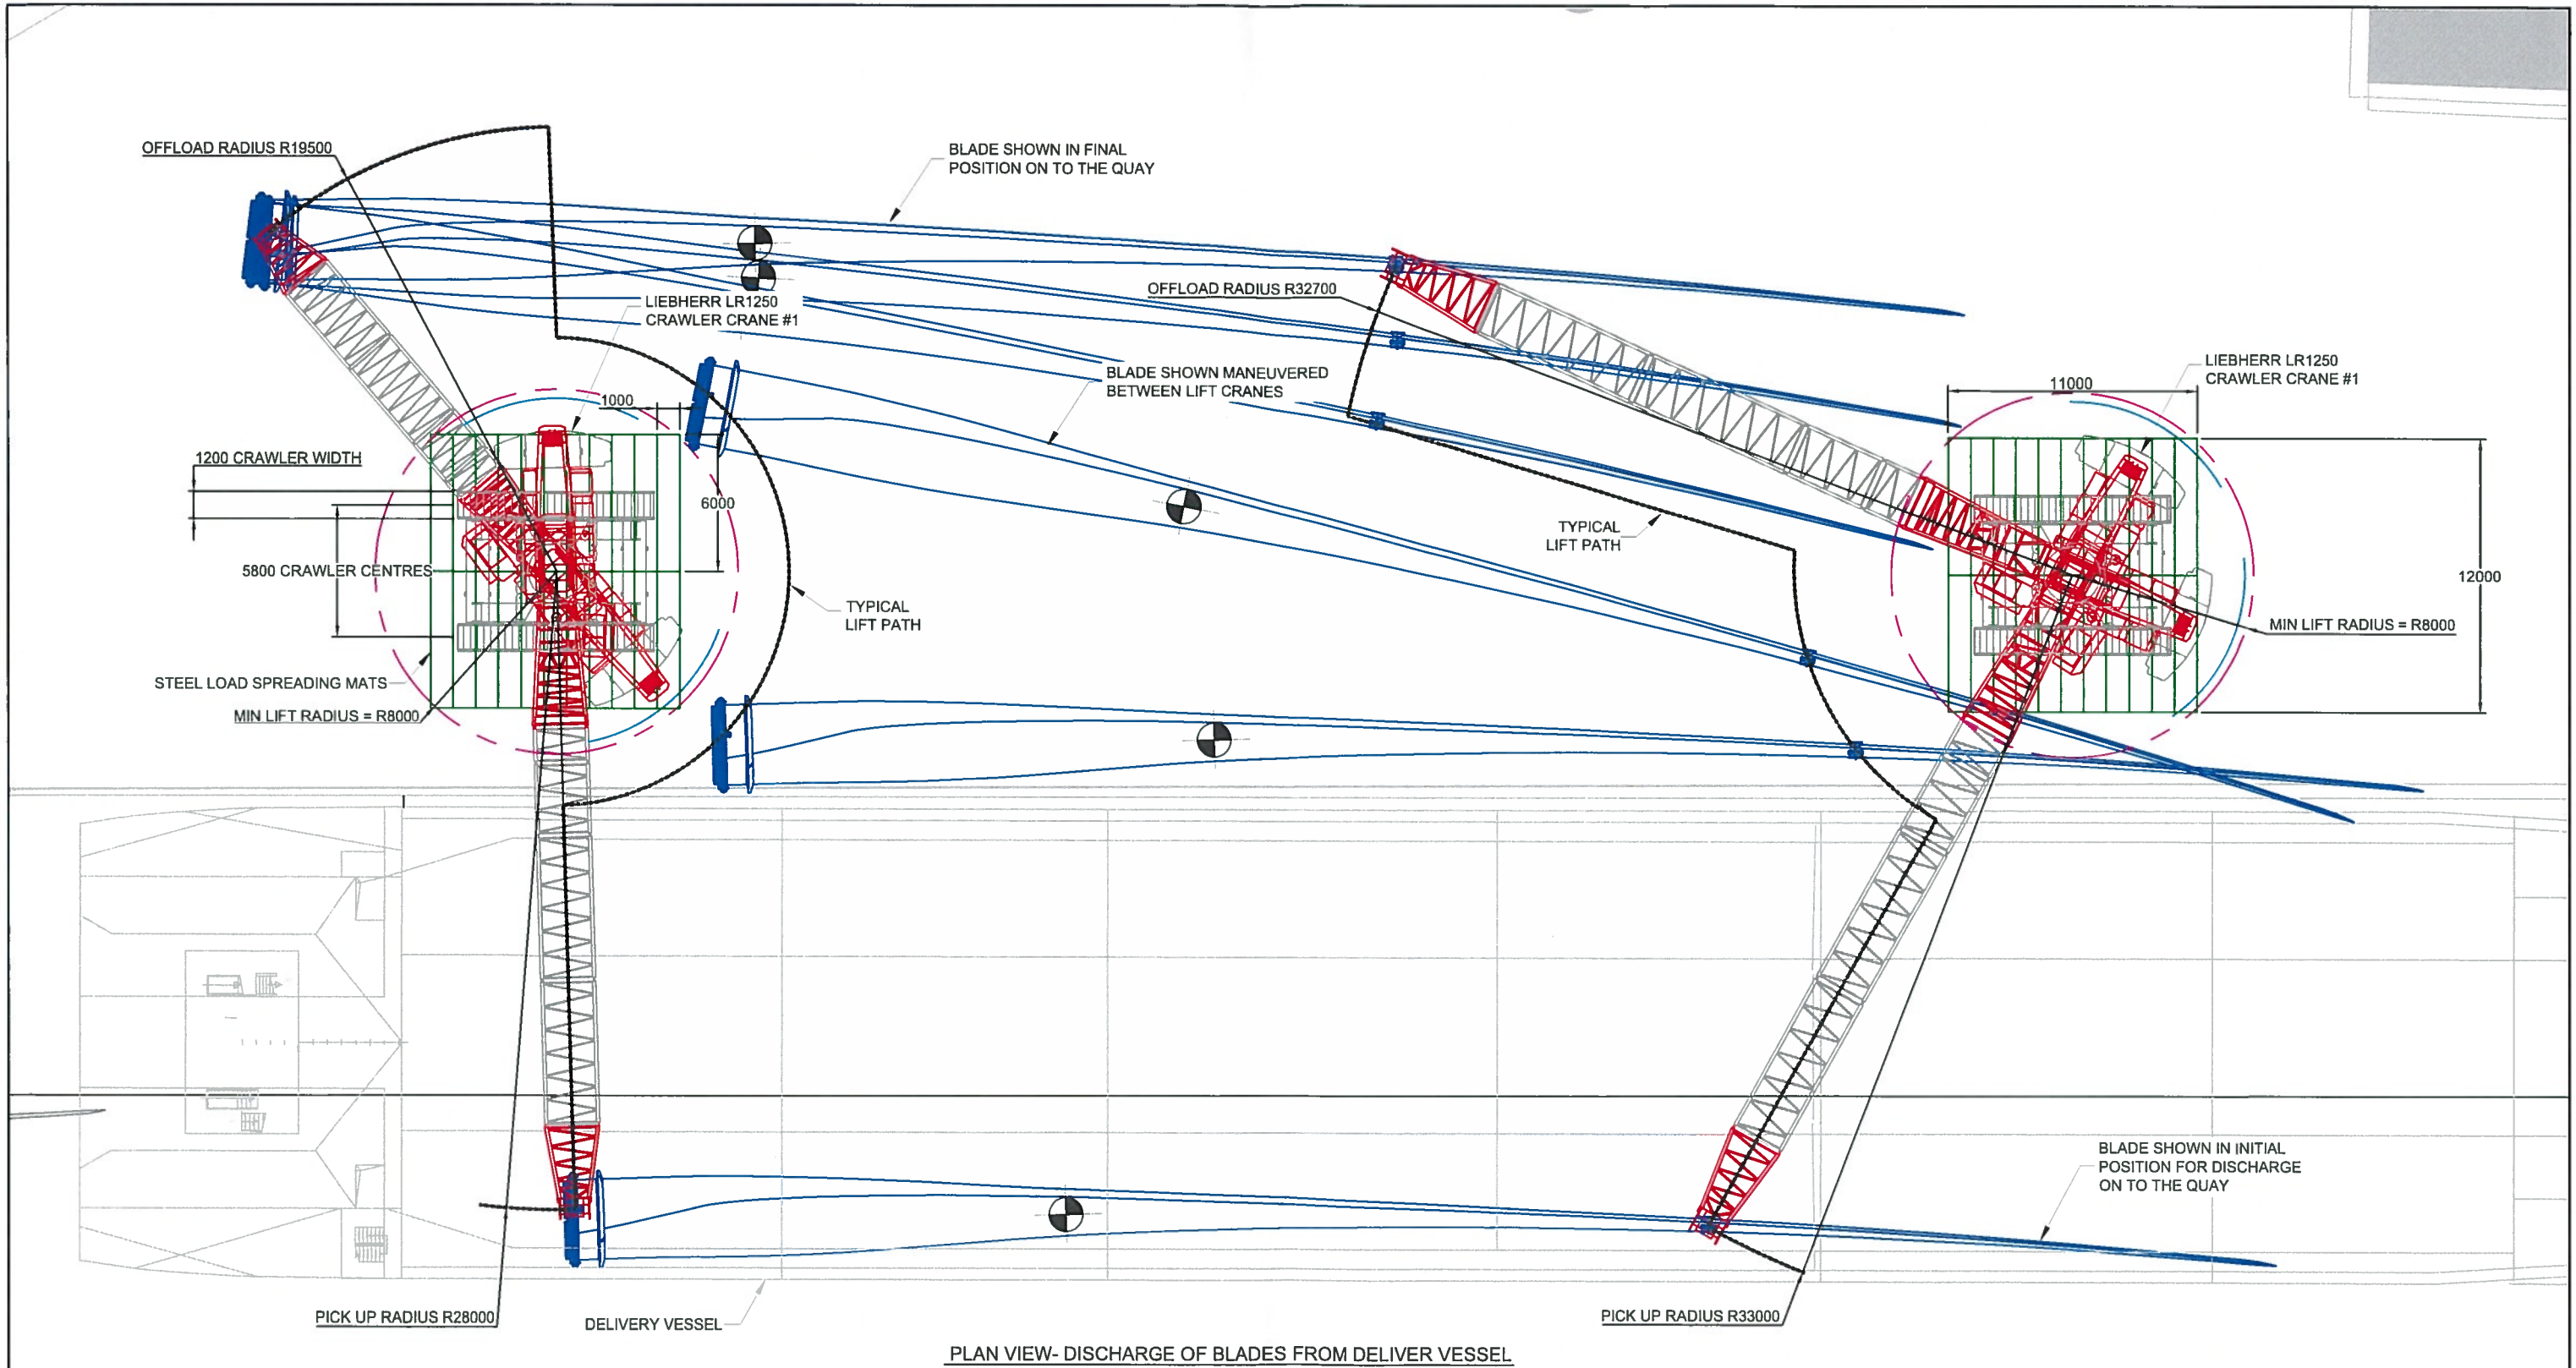 OFFLOAD RADIUS R19500
BLADE SHOWN IN FINAL
POSITION ON TO THE QUAY
LIEBHERR LR1250
CRAWLER CRANE #1
OFFLOAD RADIUS R32700
BLADE SHOWN MANEUVERED
BETWEEN LIFT CRANES
LIEBHERR LR1250
CRAWLER CRANE #1
11000
1000
1200 CRAWLER WIDTH
6000
5800 CRAWLER CENTRES
TYPICAL
LIFT PATH
TYPICAL
LIFT PATH
12000
MIN LIFT RADIUS = R8000
STEEL LOAD SPREADING MATS
MIN LIFT RADIUS = R8000
BLADE SHOWN IN INITIAL
POSITION FOR DISCHARGE
ON TO THE QUAY
PICK UP RADIUS R28000
DELIVERY VESSEL
PICK UP RADIUS R33000
PLAN VIEW- DISCHARGE OF BLADES FROM DELIVER VESSEL